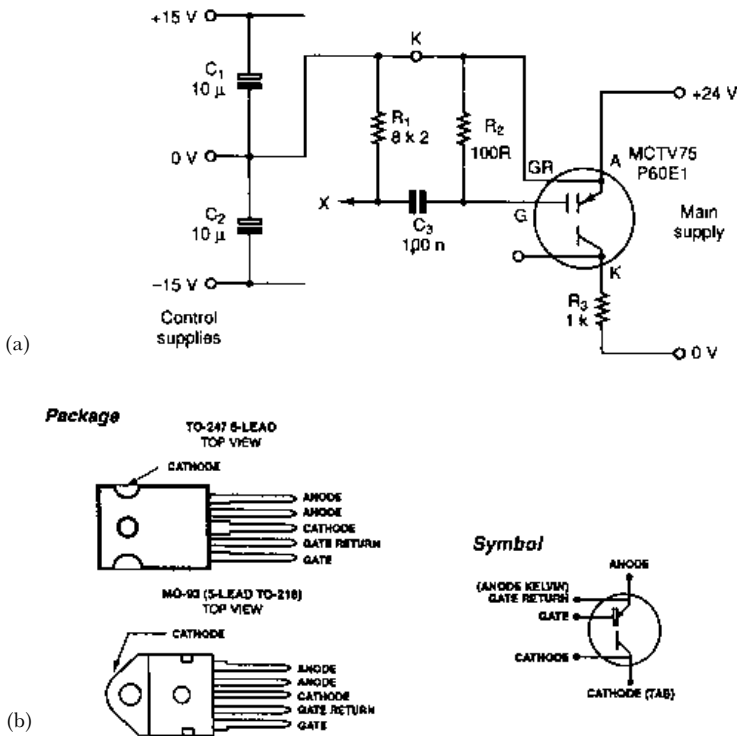 +15 V
C1
10 μ
0 V
C2
10 μ
−15 V
Control
supplies
K
R1
8 k 2
R2
100R
X
C3
100 n
GR
G
A
MCTV75
P60E1
+24 V
Main
supply
K
R3
1 k
0 V
(a)
Package
TO-247 5-LEAD
TOP VIEW
CATHODE
ANODE
ANODE
CATHODE
GATE RETURN
GATE
MO-93 (5-LEAD TO-218)
TOP VIEW
CATHODE
ANODE
ANODE
CATHODE
GATE RETURN
GATE
Symbol
ANODE
(ANODE KELVIN)
GATE RETURN
GATE
CATHODE
CATHODE (TAB)
(b)